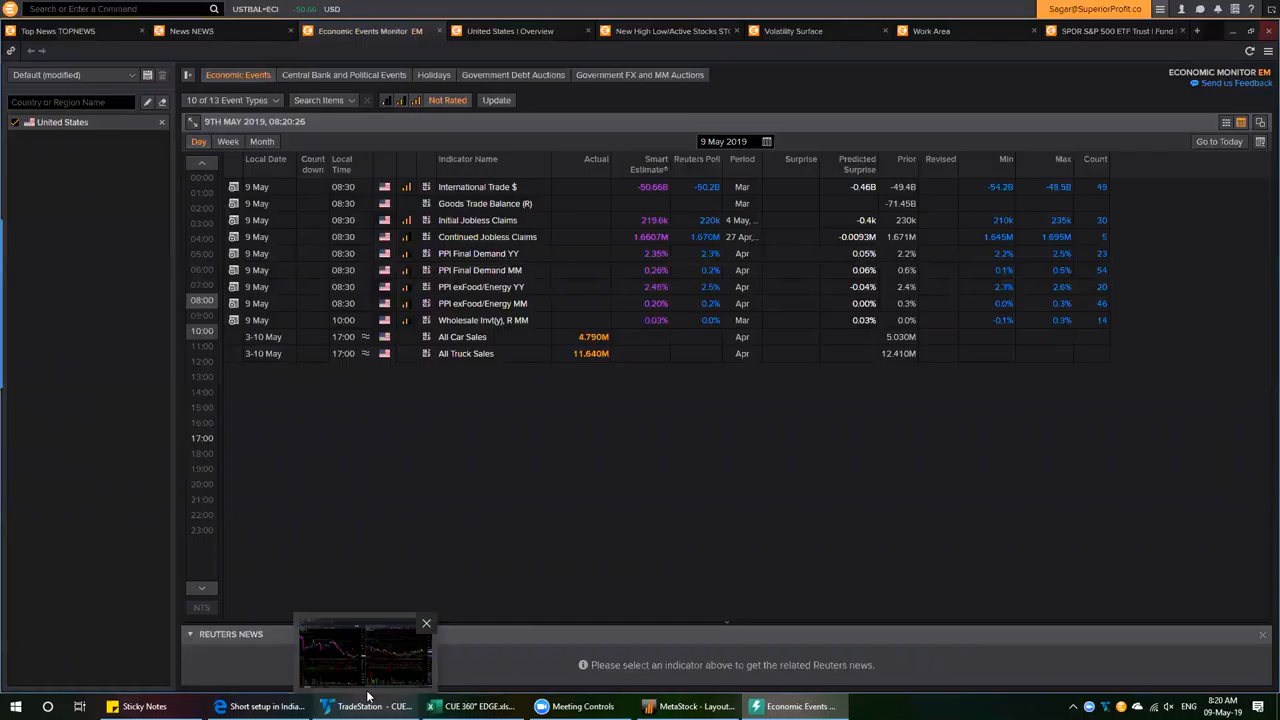 Search or Enter a Command
USTBAL=ECI
-50.66
USD
Sagar@SuperiorProfit.co
Top News TOPNEWS
News NEWS
Economic Events Monitor EM
United States | Overview
New High Low/Active Stocks STO
Volatility Surface
Work Area
SPDR S&P 500 ETF Trust | Fund
Default (modified)
Economic Events
Central Bank and Political Events
Holidays
Government Debt Auctions
Government FX and MM Auctions
ECONOMIC MONITOR EM
Send us Feedback
Country or Region Name
10 of 13 Event Types
Search Items
Not Rated
Update
United States
9TH MAY 2019, 08:20:26
Day Week Month
9 May 2019
Go to Today
Local Date Count down Local Time Indicator Name Actual Smart Estimate® Reuters Poll Period Surprise Predicted Surprise Prior Revised Min Max Count
9 May 08:30 International Trade $ -50.66B -50.2B Mar -0.46B -49.4B -54.2B -48.5B 49
9 May 08:30 Goods Trade Balance (R) Mar -71.45B
9 May 08:30 Initial Jobless Claims 219.6k 220k 4 May, ... -0.4k 230k 210k 235k 30
9 May 08:30 Continued Jobless Claims 1.6607M 1.670M 27 Apr,... -0.0093M 1.671M 1.645M 1.695M 5
9 May 08:30 PPI Final Demand YY 2.35% 2.3% Apr 0.05% 2.2% 2.2% 2.5% 23
9 May 08:30 PPI Final Demand MM 0.26% 0.2% Apr 0.06% 0.6% 0.1% 0.5% 54
9 May 08:30 PPI exFood/Energy YY 2.46% 2.5% Apr -0.04% 2.4% 2.3% 2.6% 20
9 May 08:30 PPI exFood/Energy MM 0.20% 0.2% Apr 0.00% 0.3% 0.0% 0.3% 46
9 May 10:00 Wholesale Invt(y), R MM 0.03% 0.0% Mar 0.03% 0.0% -0.1% 0.3% 14
3-10 May 17:00 All Car Sales 4.790M Apr 5.030M
3-10 May 17:00 All Truck Sales 11.640M Apr 12.410M
00:00
01:00
02:00
03:00
04:00
05:00
06:00
07:00
08:00
09:00
10:00
11:00
12:00
13:00
14:00
15:00
16:00
17:00
18:00
19:00
20:00
21:00
22:00
23:00
NTS
REUTERS NEWS
Please select an indicator above to get the related Reuters news.
Sticky Notes
Short setup in India...
TradeStation - CUE...
CUE 360° EDGE.xls...
Meeting Controls
MetaStock - Layout...
Economic Events ...
8:20 AM
09-May-19